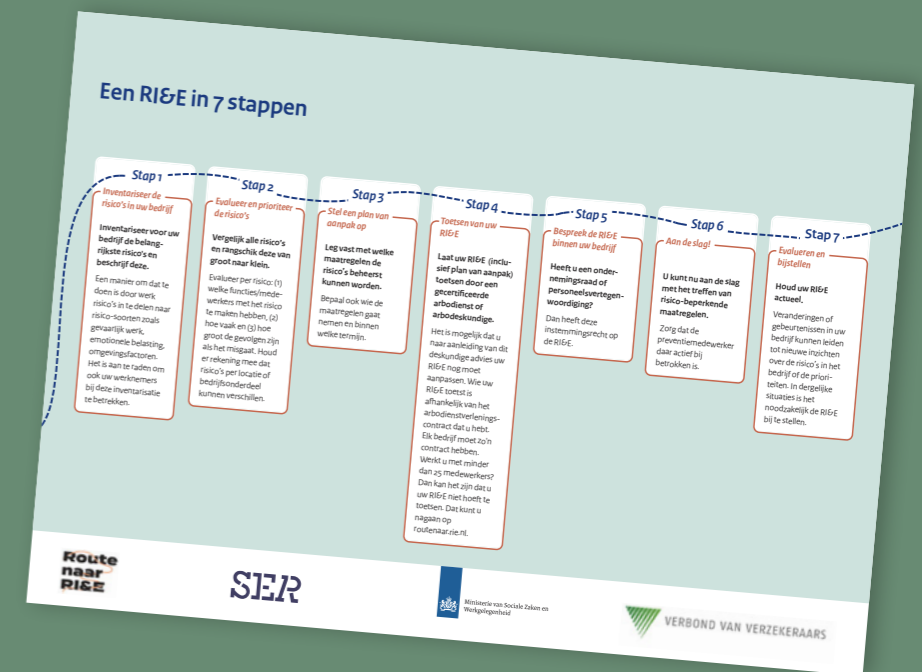 Een RI&E in 7 stappen
Stap 1
Inventariseer de
risico's in uw bedrijf
Inventariseer voor uw
bedrijf de belang-
rijkste risico's en
beschrijf deze.
Een manier om dat te
doen is door werk
risico's in te delen naar
risico-soorten zoals
gevaarlijk werk,
emotionele belasting,
omgevingsfactoren.
Het is aan te raden om
ook uw werknemers
bij deze inventarisatie
te betrekken.
Stap 2
Evalueer en prioriteer
de risico's
Vergelijk alle risico's
en rangschik deze van
groot naar klein.
Evalueer per risico: (1)
welke functies/mede-
werkers met het risico
te maken hebben, (2)
hoe vaak en (3) hoe
groot de gevolgen zijn
als het misgaat. Houd
er rekening mee dat
risico's per locatie of
bedrijfsonderdeel
kunnen verschillen.
Stap 3
Stel een plan van
aanpak op
Leg vast met welke
maatregelen de
risico's beheerst
kunnen worden.
Bepaal ook wie de
maatregelen gaat
nemen en binnen
welke termijn.
Stap 4
Toetsen van uw
RI&E
Laat uw RI&E (inclu-
sief plan van aanpak)
toetsen door een
gecertificeerde
arbodienst of
arbodeskundige.
Het is mogelijk dat u
naar aanleiding van dit
deskundige advies uw
RI&E nog moet
aanpassen. Wie uw
RI&E toetst is
afhankelijk van het
arbodienstverlenings-
contract dat u hebt.
Elk bedrijf moet zo'n
contract hebben.
Werkt u met minder
dan 25 medewerkers?
Dan kan het zijn dat u
uw RI&E niet hoeft te
toetsen. Dat kunt u
nagaan op
routenaar.rie.nl.
Stap 5
Bespreek de RI&E
binnen uw bedrijf
Heeft u een onder-
nemingsraad of
personeelsvertegen-
woordiging?
Dan heeft deze
instemmingsrecht op
de RI&E.
Stap 6
Aan de slag!
U kunt nu aan de slag
met het treffen van
risico-beperkende
maatregelen.
Zorg dat de
preventiemedewerker
daar actief bij
betrokken is.
Stap 7
Evalueren en
bijstellen
Houd uw RI&E
actueel.
Veranderingen of
gebeurtenissen in uw
bedrijf kunnen leiden
tot nieuwe inzichten
over de risico's in het
bedrijf of de priori-
teiten. In dergelijke
situaties is het
noodzakelijk de RI&E
bij te stellen.
Route
naar
RI&E
SER
Ministerie van Sociale Zaken en
Werkgelegenheid
VERBOND VAN VERZEKERAARS